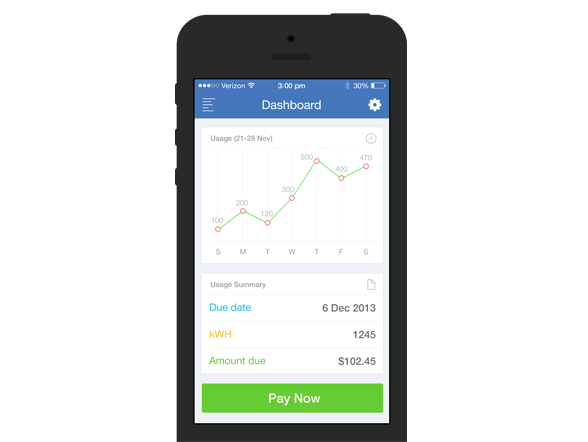 Verizon 3:00 pm 30%
Dashboard
Usage (21-28 Nov)
500 470
400
300
200
120
100
S M T W T F S
Usage Summary
Due date 6 Dec 2013
kWH 1245
Amount due $102.45
Pay Now